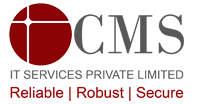 CMS
IT SERVICES PRIVATE LIMITED
Reliable | Robust | Secure